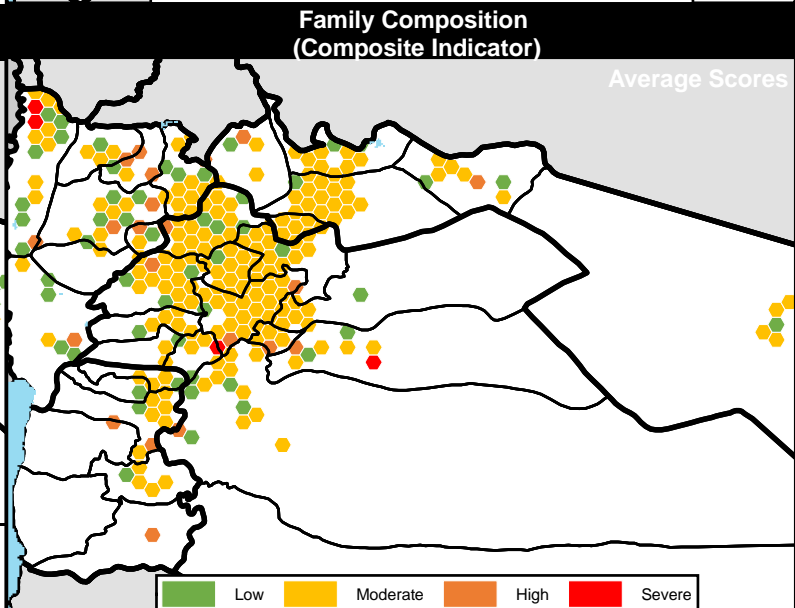 Family Composition
(Composite Indicator)
Average Scores
Low Moderate High Severe